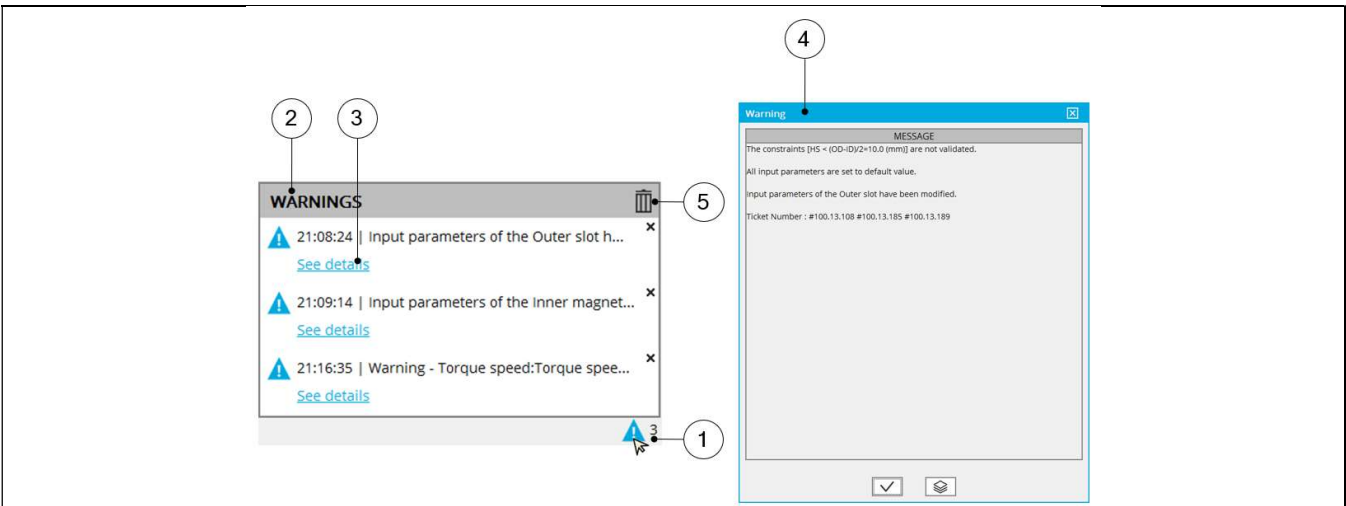 4
2
3
Warning
MESSAGE
The constraints [HS < (OD-ID)/2=10.0 (mm)] are not validated.
All input parameters are set to default value.
Input parameters of the Outer slot have been modified.
Ticket Number : #100.13.108 #100.13.185 #100.13.189
WARNINGS
5
21:08:24 | Input parameters of the Outer slot h...
See details
21:09:14 | Input parameters of the Inner magnet...
See details
21:16:35 | Warning - Torque speed:Torque spee...
See details
3
1